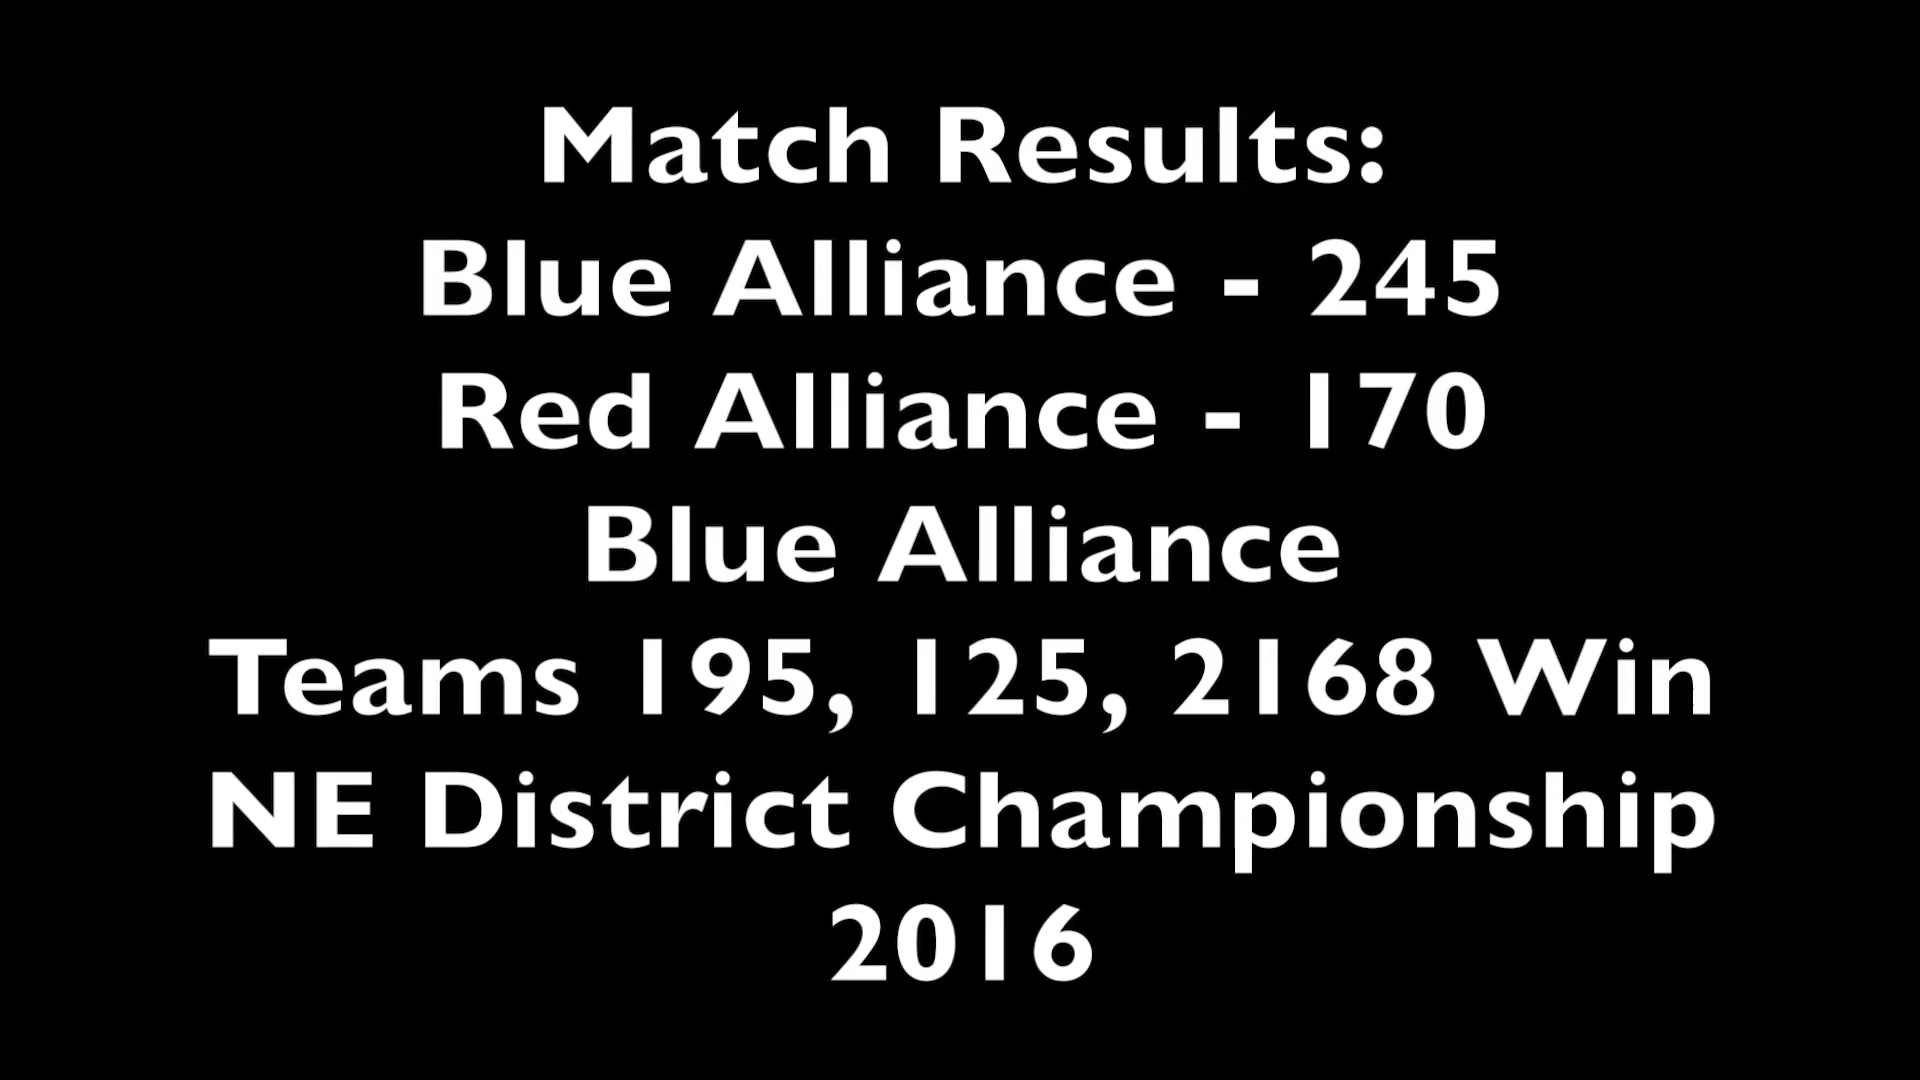 Match Results:
Blue Alliance - 245
Red Alliance - 170
Blue Alliance
Teams 195, 125, 2168 Win
NE District Championship
2016